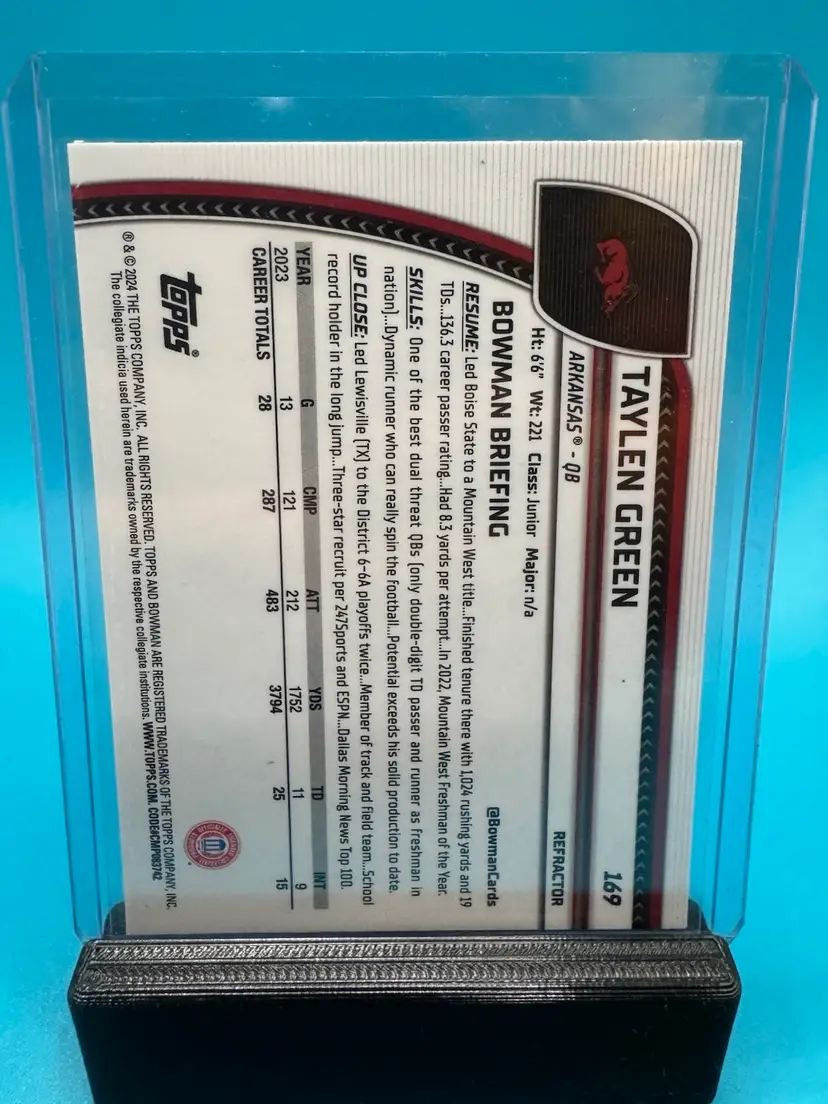 169
TAYLEN GREEN
ARKANSAS® - QB
REFRACTOR
Ht: 6'6" Wt: 221 Class: Junior Major: n/a
BOWMAN BRIEFING
@BowmanCards
RESUME: Led Boise State to a Mountain West title...Finished tenure there with 1,024 rushing yards and 19
TDs...136.3 career passer rating...Had 8.3 yards per attempt...In 2022, Mountain West Freshman of the Year.
SKILLS: One of the best dual threat QBs (only double-digit TD passer and runner as freshman in
nation)...Dynamic runner who can really spin the football...Potential exceeds his solid production to date.
UP CLOSE: Led Lewisville (TX) to the District 6-6A playoffs twice...Member of track and field team...School
record holder in the long jump...Three-star recruit per 247Sports and ESPN...Dallas Morning News Top 100.
YEAR G CMP ATT YDS TD INT
2023 13 121 212 1752 11 9
CAREER TOTALS 28 287 483 3794 25 15
topps®
® & © 2024 THE TOPPS COMPANY, INC. ALL RIGHTS RESERVED. TOPPS AND BOWMAN ARE REGISTERED TRADEMARKS OF THE TOPPS COMPANY, INC.
The collegiate indicia used herein are trademarks owned by the respective collegiate institutions. WWW.TOPPS.COM. CODE#CMP083742